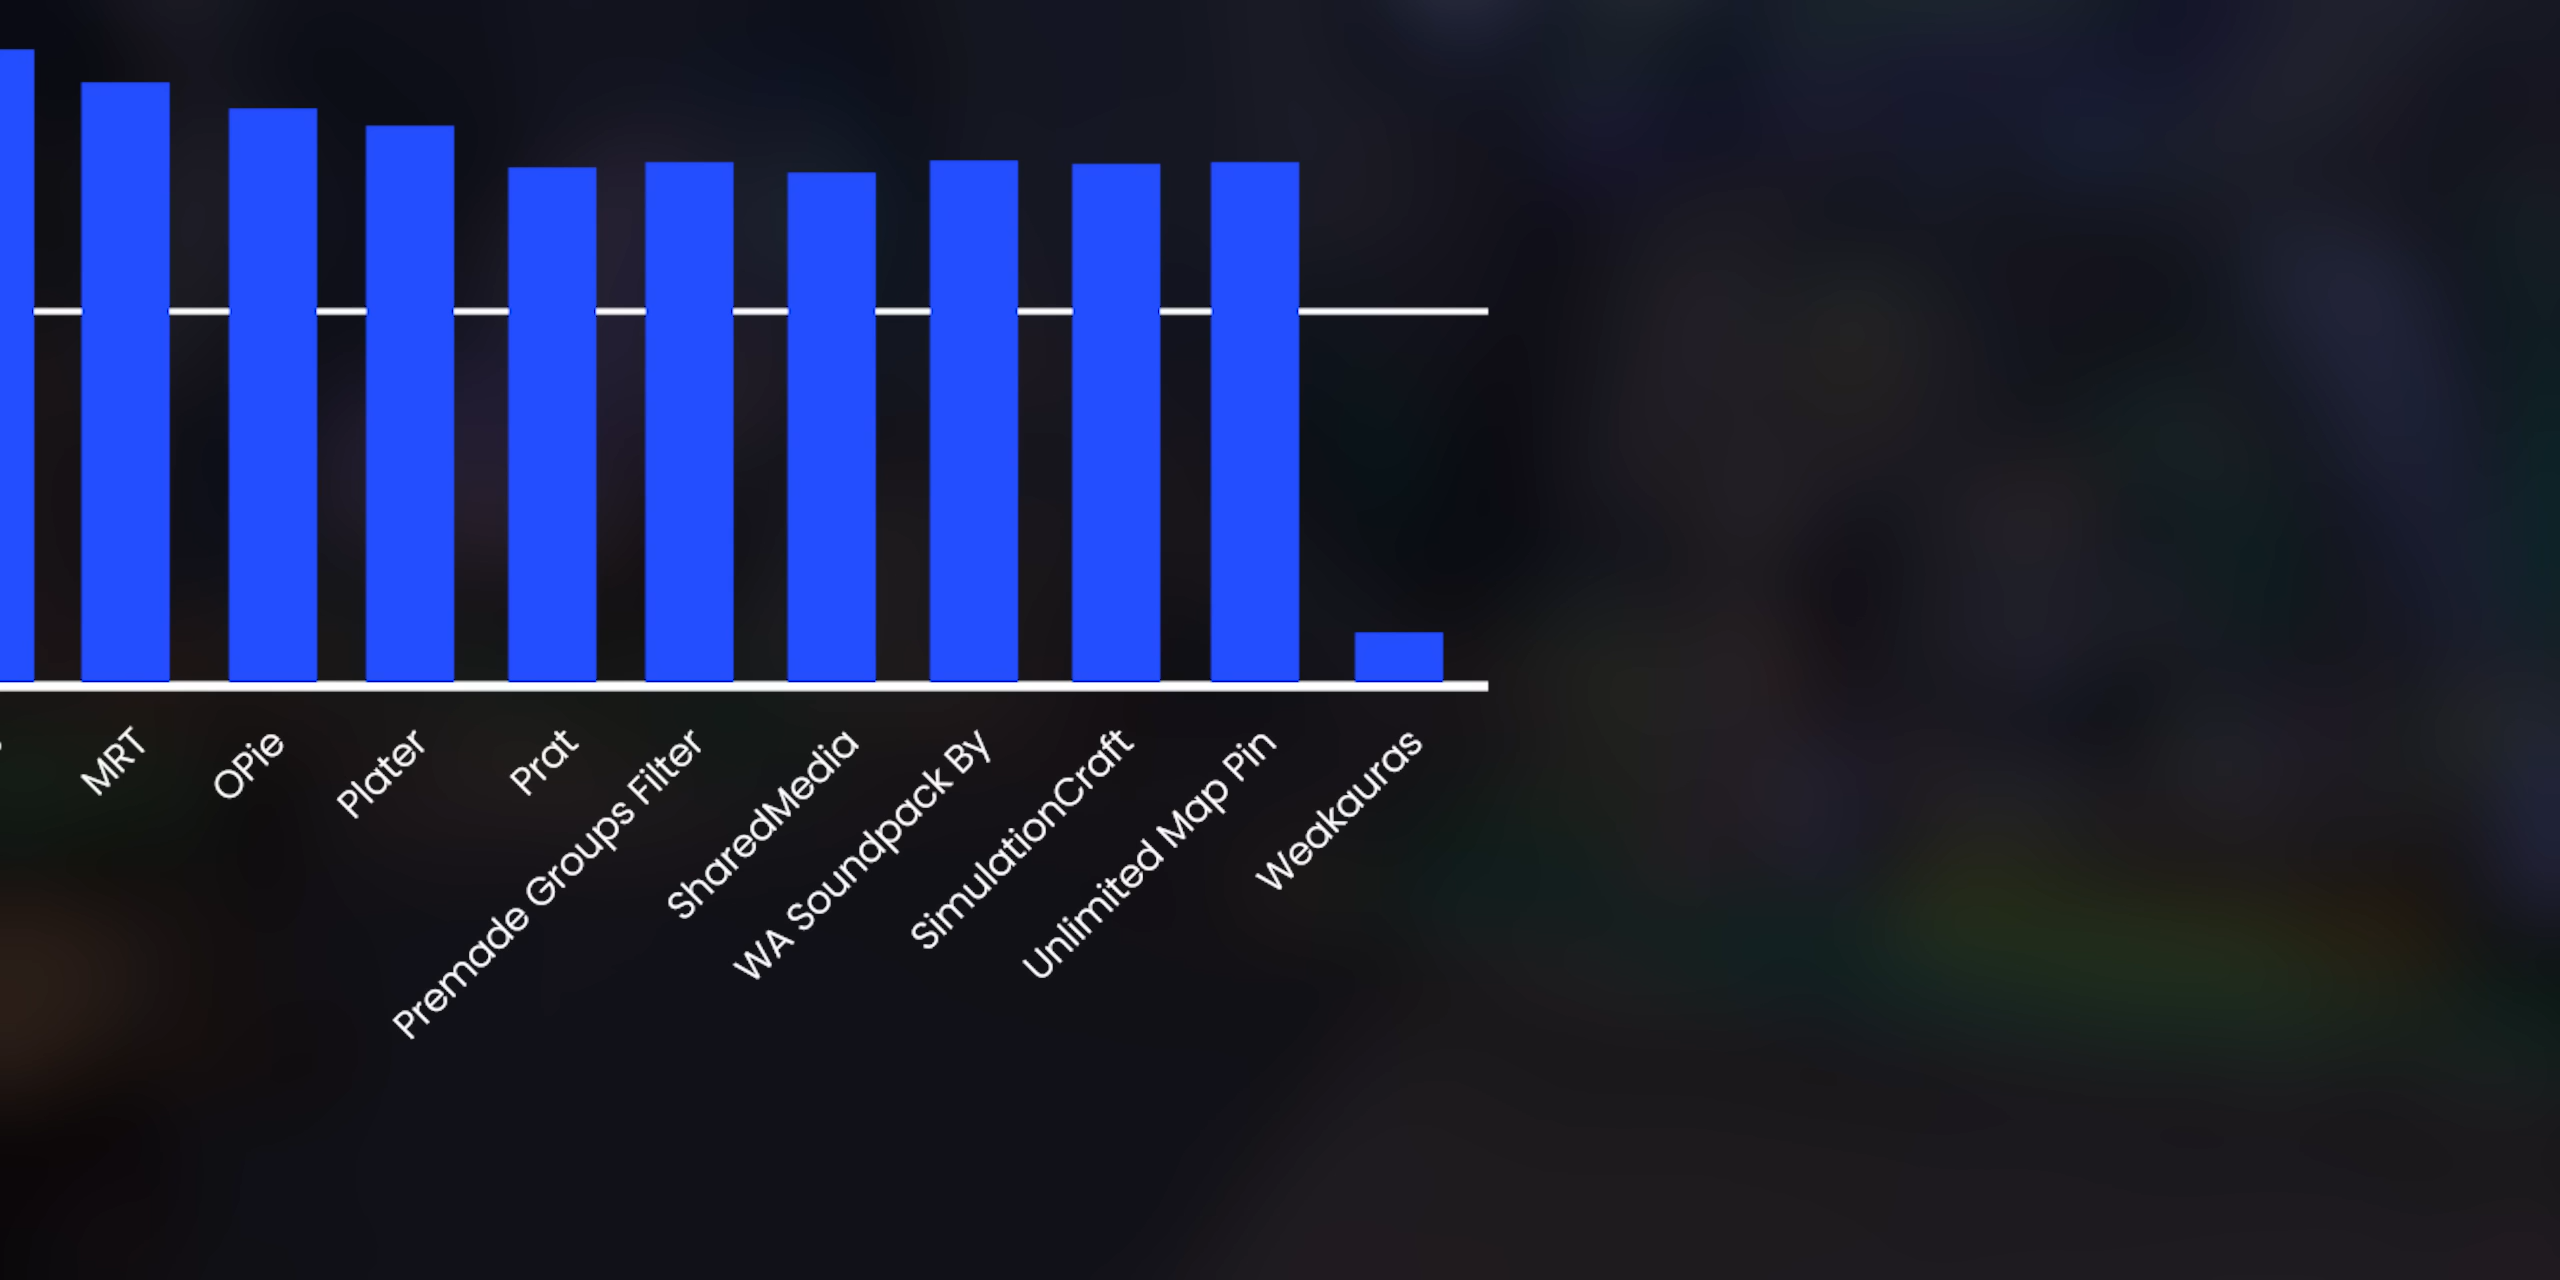 MRT
OPie
Plater
Prat
Premade Groups Filter
SharedMedia
WA Soundpack By
SimulationCraft
Unlimited Map Pin
Weakauras